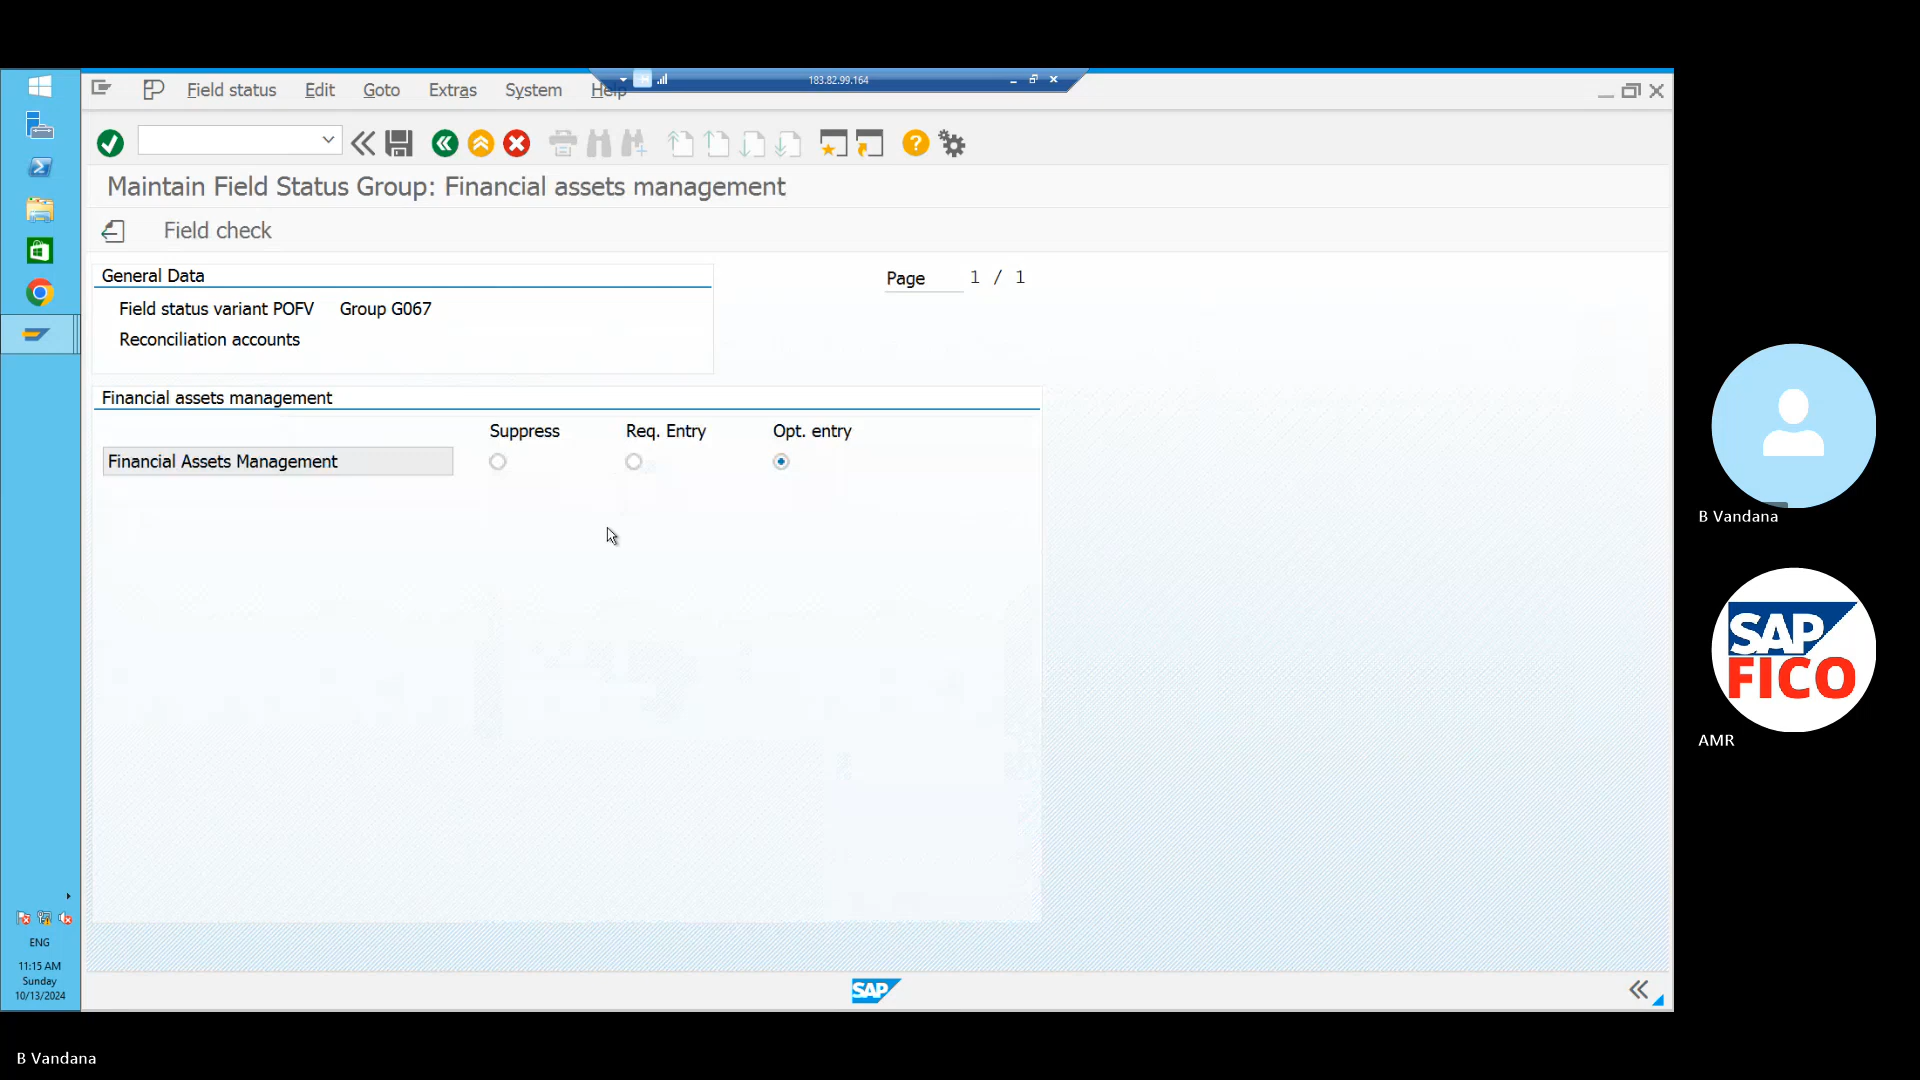 183.82.99.164
Field status Edit Goto Extras System Help
Maintain Field Status Group: Financial assets management
Field check
General Data
Page 1 / 1
Field status variant POFV Group G067
Reconciliation accounts
Financial assets management
Suppress Req. Entry Opt. entry
Financial Assets Management
B Vandana
SAP
FICO
AMR
ENG
11:15 AM
Sunday
10/13/2024
SAP
B Vandana